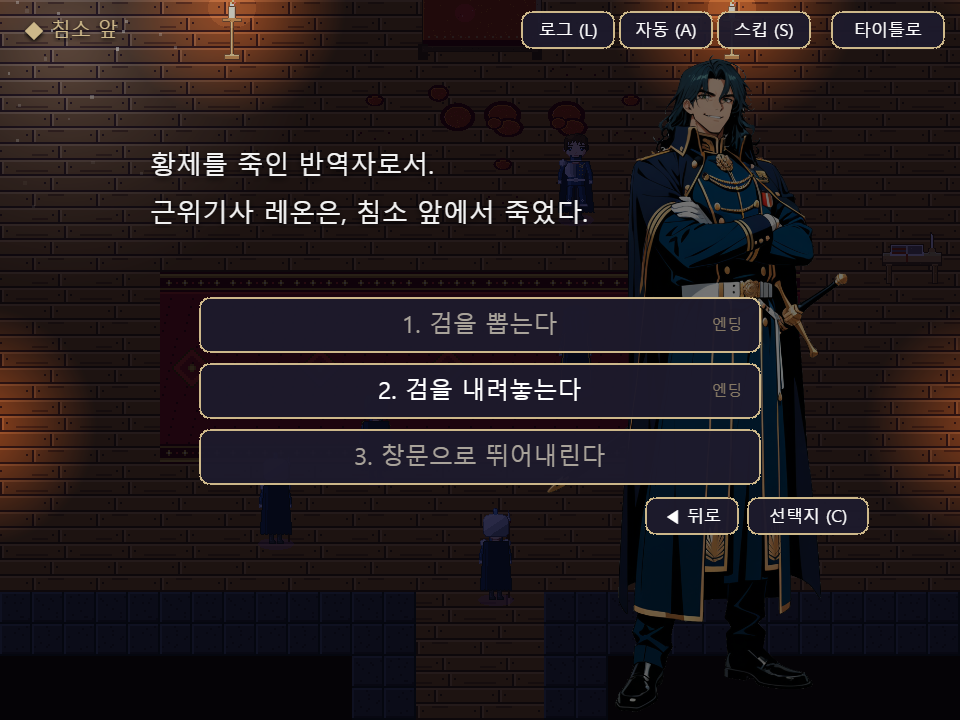 ◆ 침소 앞
로그 (L)
자동 (A)
스킵 (S)
타이틀로
황제를 죽인 반역자로서.
근위기사 레온은, 침소 앞에서 죽었다.
1. 검을 뽑는다 엔딩
2. 검을 내려놓는다 엔딩
3. 창문으로 뛰어내린다
◀ 뒤로
선택지 (C)